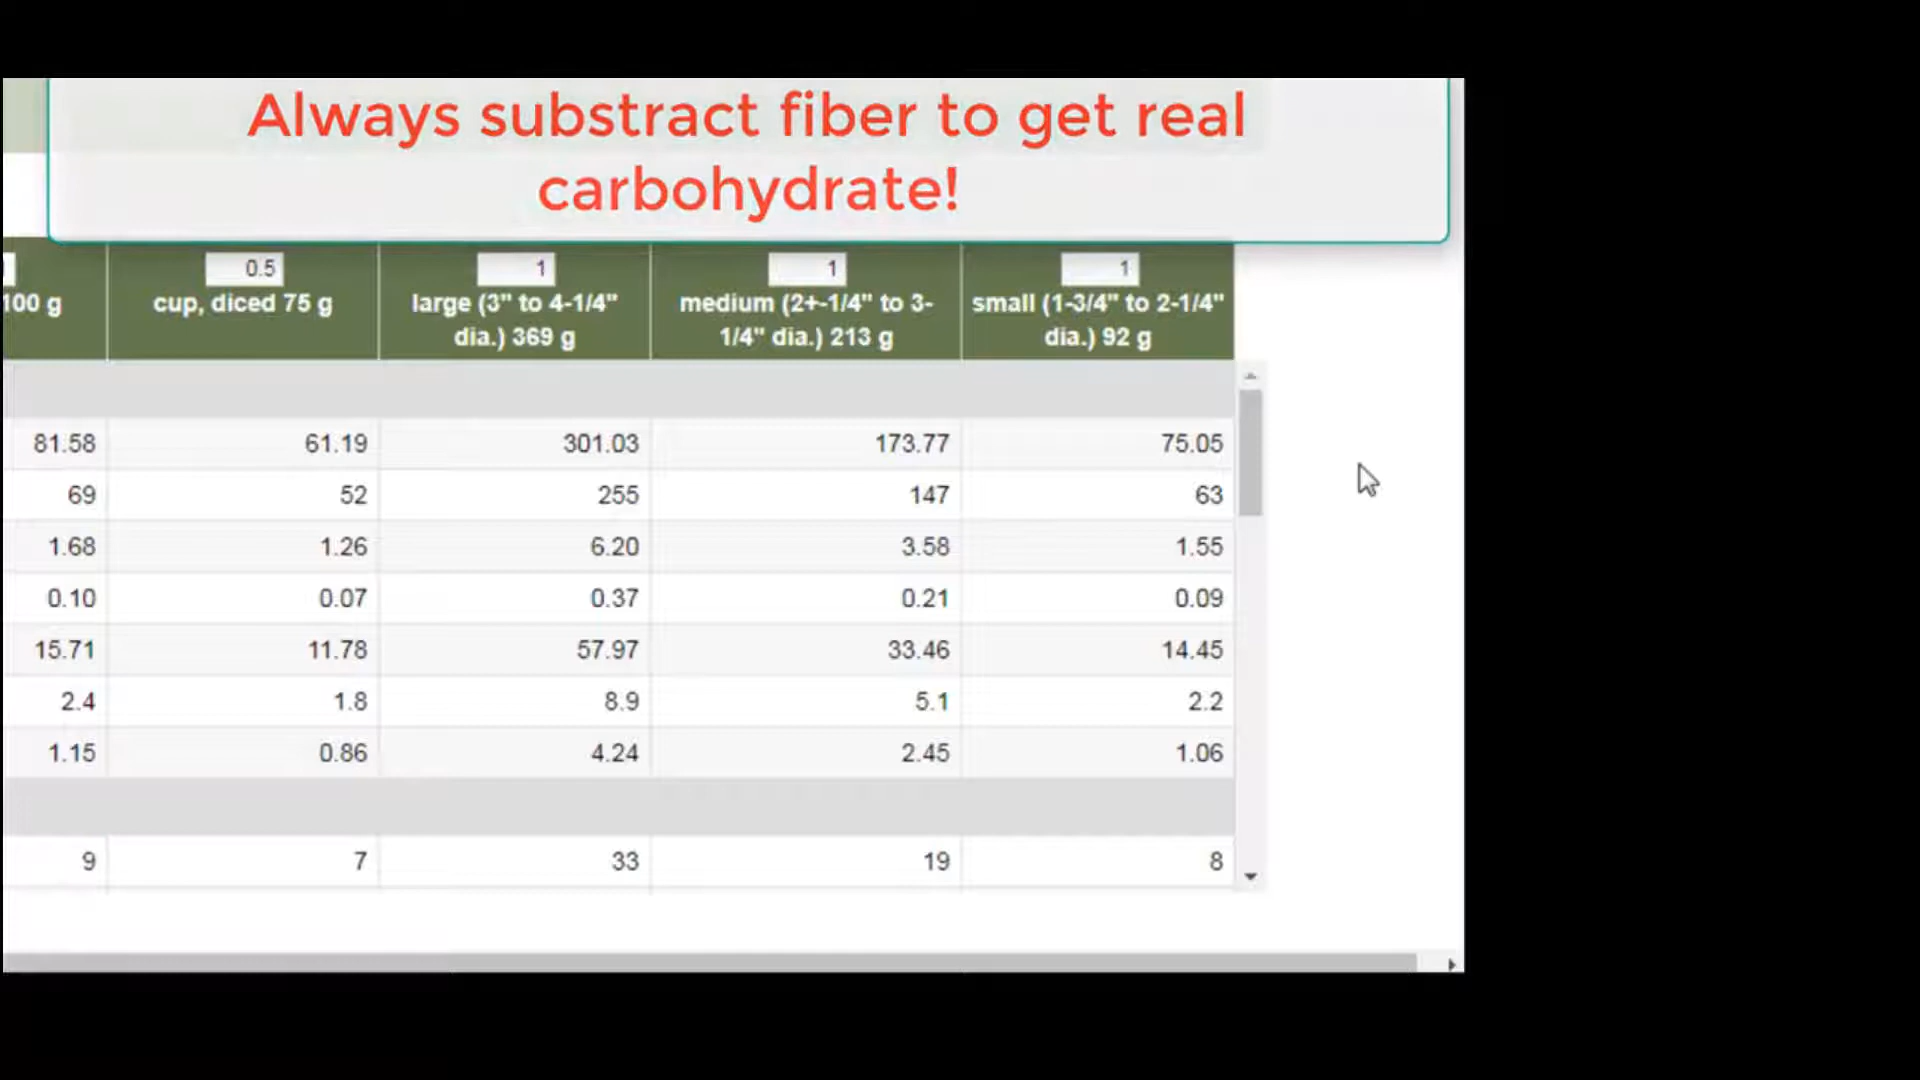 Always substract fiber to get real
carbohydrate!
0.5 1 1 1
100 g cup, diced 75 g large (3" to 4-1/4" medium (2+-1/4" to 3- small (1-3/4" to 2-1/4"
dia.) 369 g 1/4" dia.) 213 g dia.) 92 g
81.58 61.19 301.03 173.77 75.05
69 52 255 147 63
1.68 1.26 6.20 3.58 1.55
0.10 0.07 0.37 0.21 0.09
15.71 11.78 57.97 33.46 14.45
2.4 1.8 8.9 5.1 2.2
1.15 0.86 4.24 2.45 1.06
9 7 33 19 8